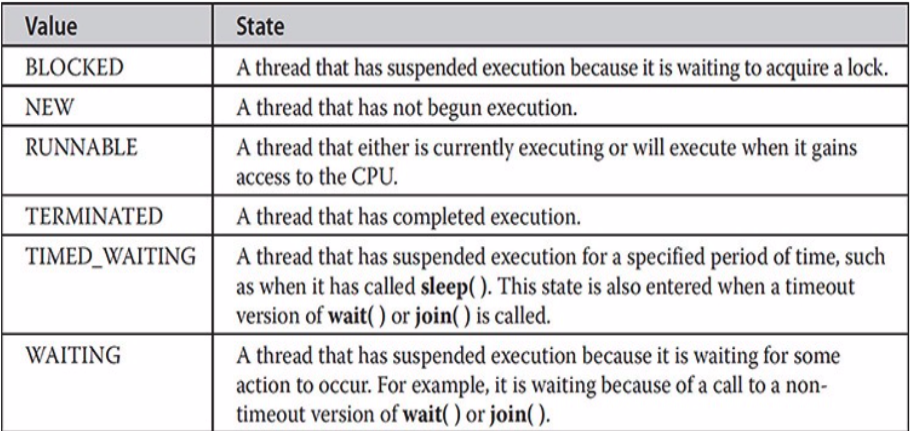 Value State
BLOCKED A thread that has suspended execution because it is waiting to acquire a lock.
NEW A thread that has not begun execution.
RUNNABLE A thread that either is currently executing or will execute when it gains
access to the CPU.
TERMINATED A thread that has completed execution.
TIMED_WAITING A thread that has suspended execution for a specified period of time, such
as when it has called sleep( ). This state is also entered when a timeout
version of wait( ) or join( ) is called.
WAITING A thread that has suspended execution because it is waiting for some
action to occur. For example, it is waiting because of a call to a non-
timeout version of wait( ) or join( ).